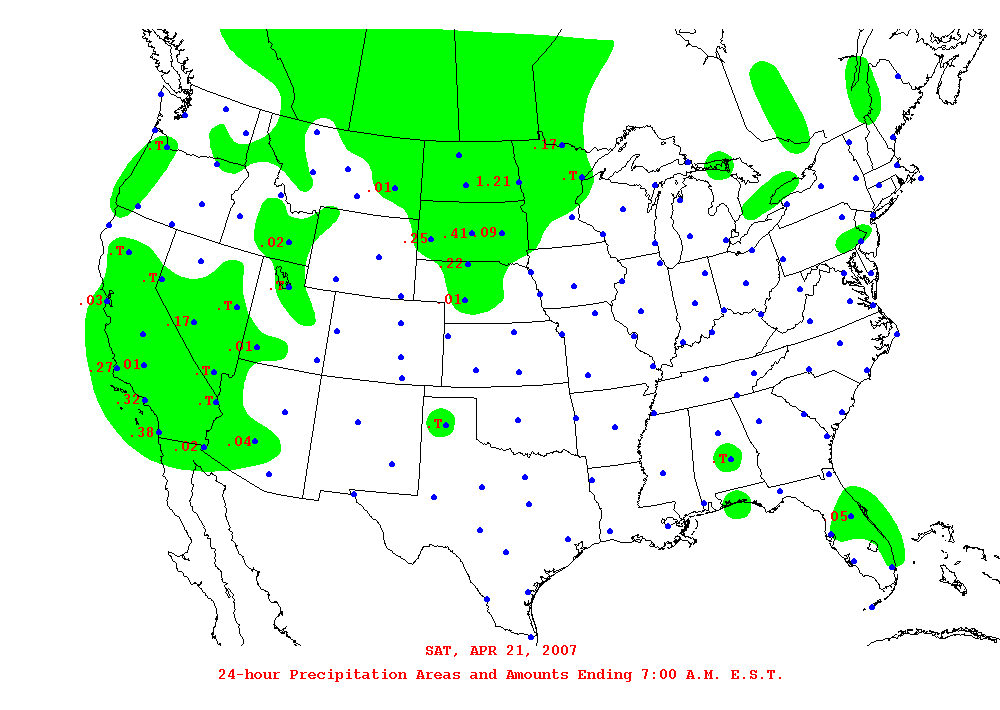 .T
.17
.T
.01 1.21
.25 .41 .09
.02
.T
.T .22
.T
.03 .T 01
.17
.01
.27 .01 .T
.32 .T
.38 .04 .T
.02 .T
05
SAT, APR 21, 2007
24-hour Precipitation Areas and Amounts Ending 7:00 A.M. E.S.T.